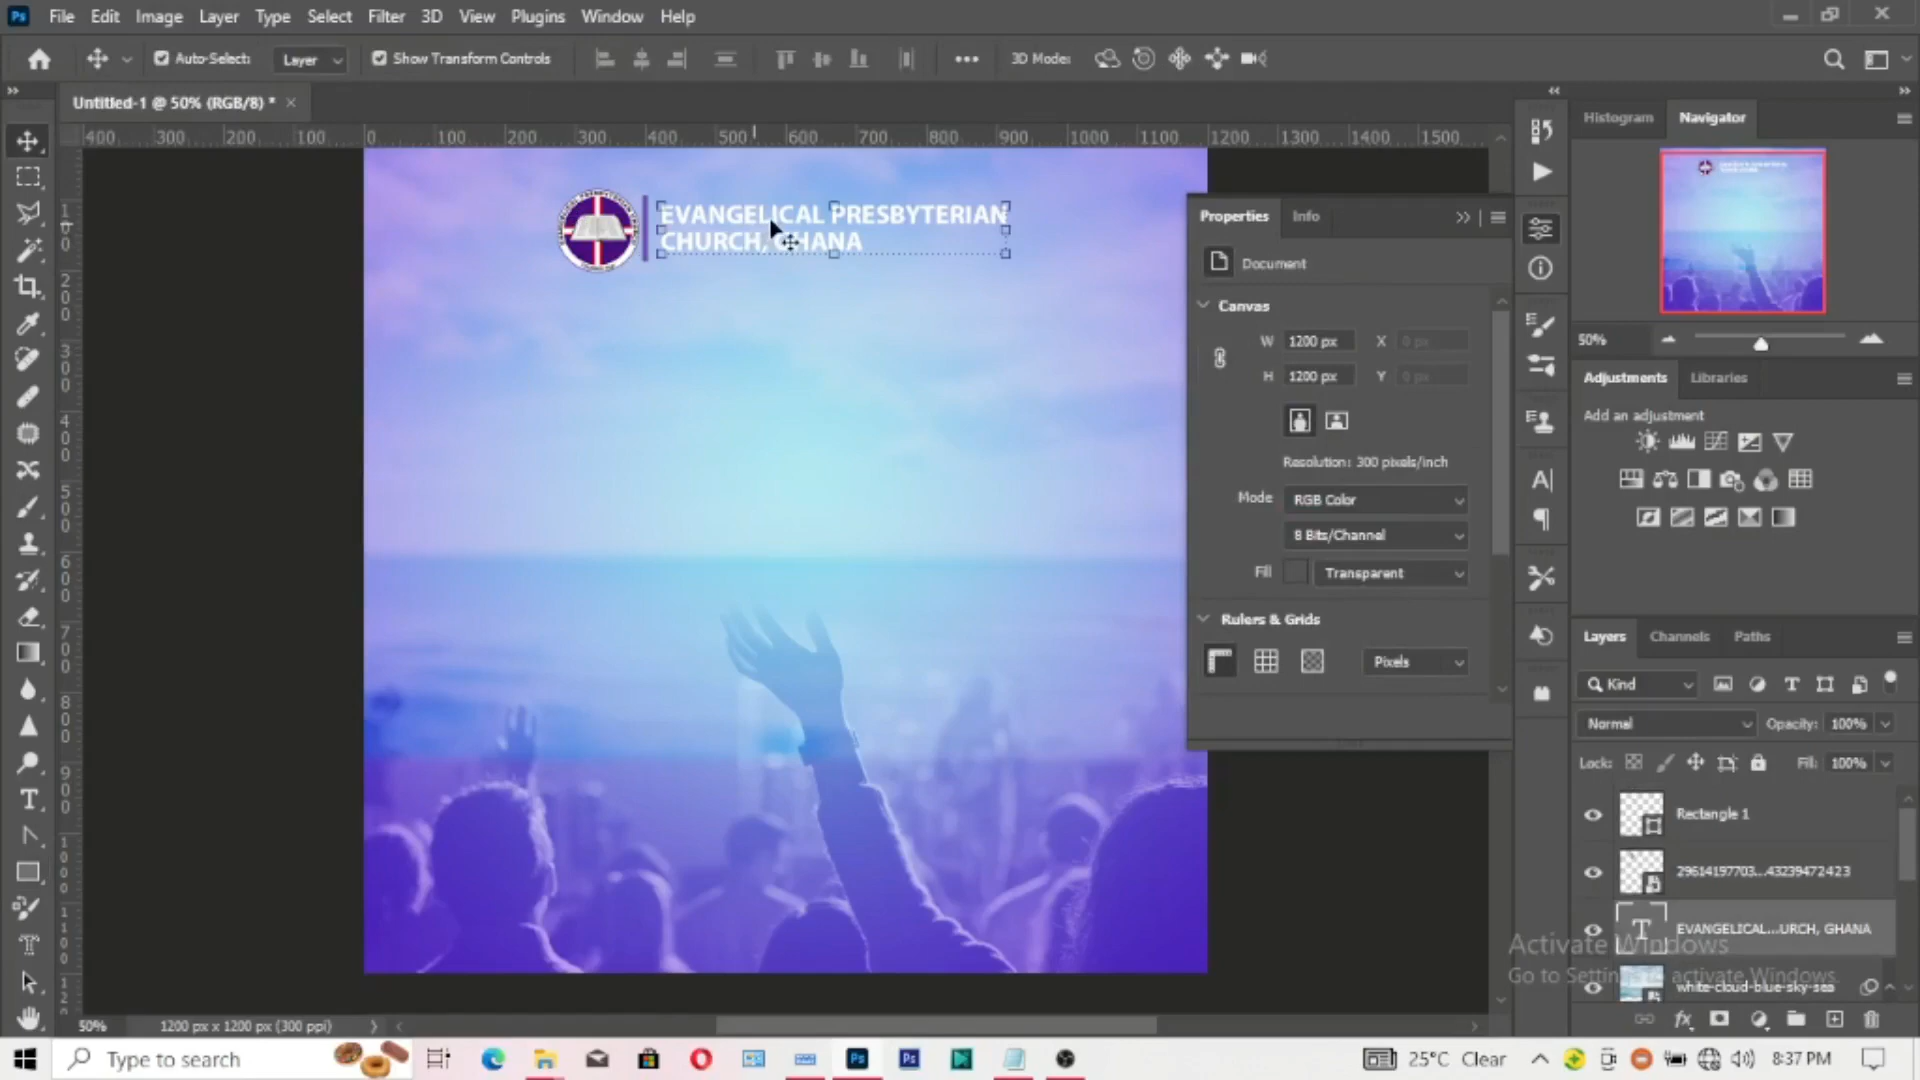 Ps File Edit Image Layer Type Select Filter 3D View Plugins Window Help
Auto-Select: Layer Show Transform Controls 3D Mode:
Untitled-1 @ 50% (RGB/8) *
400 300 200 100 0 100 200 300 400 500 600 700 800 900 1000 1100 1200 1300 1400 1500
EVANGELICAL PRESBYTERIAN
CHURCH, GHANA
Properties Info
Document
Canvas
W 1200 px X 0 px
H 1200 px Y 0 px
Resolution: 300 pixels/inch
Mode RGB Color
8 Bits/Channel
Fill Transparent
Rulers & Grids
Pixels
Histogram Navigator
50%
Adjustments Libraries
Add an adjustment
Layers Channels Paths
Kind
Normal Opacity: 100%
Lock: Fill: 100%
Rectangle 1
29614197703...43239472423
EVANGELICAL...URCH, GHANA
white-cloud-blue-sky-sea
Activate Windows
Go to Settings to activate Windows.
50% 1200 px x 1200 px (300 ppi)
Type to search
25°C Clear
8:37 PM